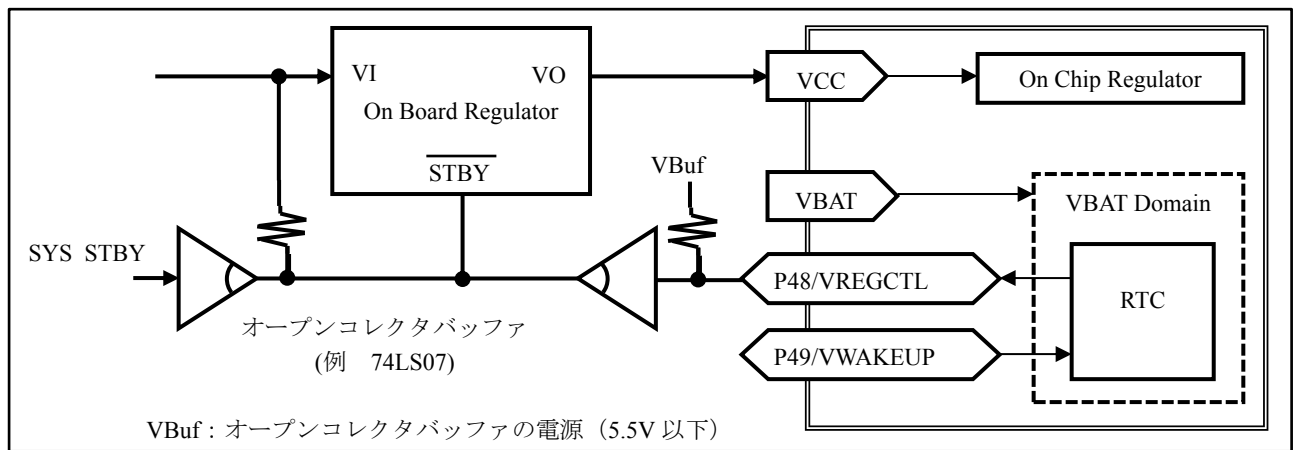 VI
VO
On Board Regulator
STBY
VCC
On Chip Regulator
VBuf
VBAT
VBAT Domain
SYS STBY
P48/VREGCTL
RTC
オープンコレクタバッファ
(例 74LS07)
P49/VWAKEUP
VBuf：オープンコレクタバッファの電源（5.5V 以下）